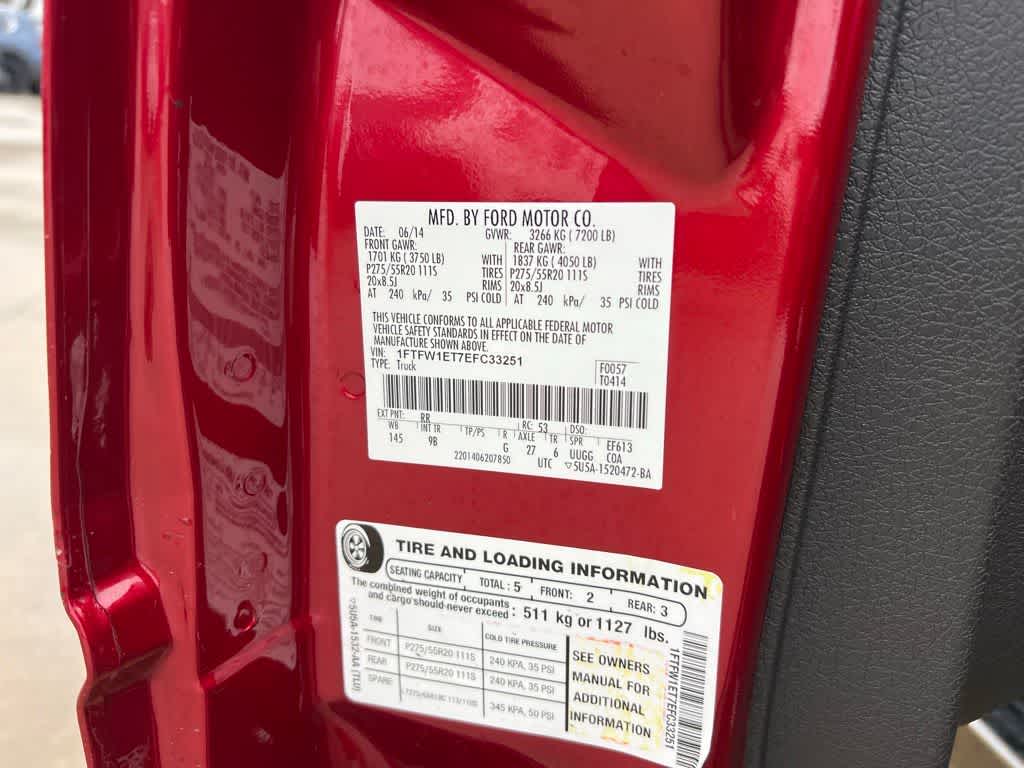 MFD. BY FORD MOTOR CO.
DATE: 06/14 GVWR: 3266 KG ( 7200 LB)
FRONT GAWR: REAR GAWR:
1701 KG ( 3750 LB) WITH 1837 KG ( 4050 LB) WITH
P275/55R20 111S TIRES P275/55R20 111S TIRES
20x8.5J RIMS 20x8.5J RIMS
AT 240 kPa/ 35 PSI COLD AT 240 kPa/ 35 PSI COLD
THIS VEHICLE CONFORMS TO ALL APPLICABLE FEDERAL MOTOR
VEHICLE SAFETY STANDARDS IN EFFECT ON THE DATE OF
MANUFACTURE SHOWN ABOVE.
VIN: 1FTFW1ET7EFC33251 F0057
TYPE: Truck T0414
EXT PNT: RR RC: 53 DSO:
WB INT TR TP/PS R AXLE TR SPR EF613
145 9B G 27 6 UUGG COA
2201406207850 UTC ▽5U5A-1520472-BA
TIRE AND LOADING INFORMATION
SEATING CAPACITY TOTAL: 5 FRONT: 2 REAR: 3
The combined weight of occupants
and cargo should never exceed : 511 kg or 1127 lbs.
TIRE SIZE COLD TIRE PRESSURE
FRONT P275/55R20 111S 240 KPA, 35 PSI
REAR P275/55R20 111S 240 KPA, 35 PSI
SPARE 345 KPA, 50 PSI
SEE OWNERS
MANUAL FOR
ADDITIONAL
INFORMATION
▽5U5A-1532-AA (TLU)
1FTFW1ET7EFC33251